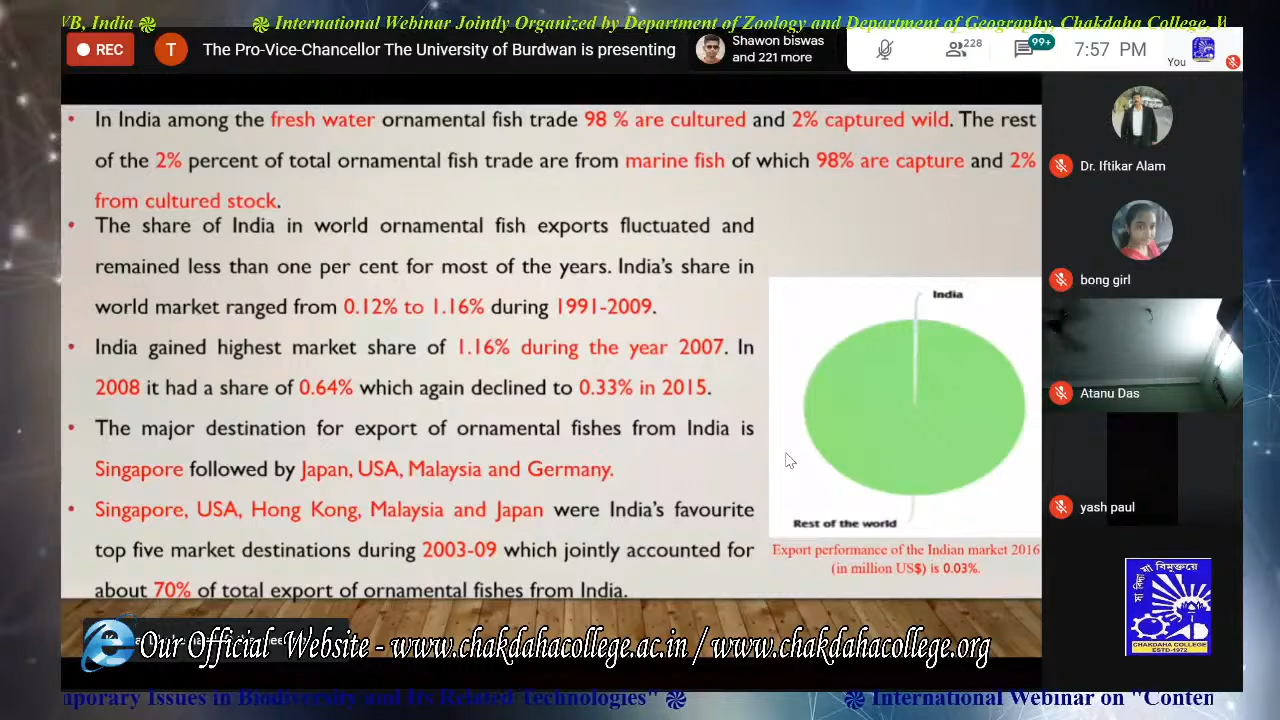 VB, India ֎ ֎ International Webinar Jointly Organized by Department of Zoology and Department of Geography, Chakdaha College, W
REC
T
The Pro-Vice-Chancellor The University of Burdwan is presenting
Shawon biswas
and 221 more
228
99+
7:57 PM
You
• In India among the fresh water ornamental fish trade 98 % are cultured and 2% captured wild. The rest
of the 2% percent of total ornamental fish trade are from marine fish of which 98% are capture and 2%
from cultured stock.
• The share of India in world ornamental fish exports fluctuated and
remained less than one per cent for most of the years. India's share in
world market ranged from 0.12% to 1.16% during 1991-2009.
• India gained highest market share of 1.16% during the year 2007. In
2008 it had a share of 0.64% which again declined to 0.33% in 2015.
• The major destination for export of ornamental fishes from India is
Singapore followed by Japan, USA, Malaysia and Germany.
• Singapore, USA, Hong Kong, Malaysia and Japan were India's favourite
top five market destinations during 2003-09 which jointly accounted for
about 70% of total export of ornamental fishes from India.
India
Rest of the world
Export performance of the Indian market 2016
(in million US$) is 0.03%.
Dr. Iftikar Alam
bong girl
Atanu Das
yash paul
সা বিদ্যা যা বিমুক্তয়ে
CHAKDAHA COLLEGE
ESTD-1972
Our Official Website - www.chakdahacollege.ac.in / www.chakdahacollege.org
mporary Issues in Biodiversity and Its Related Technologies" ֎ ֎ International Webinar on "Conten